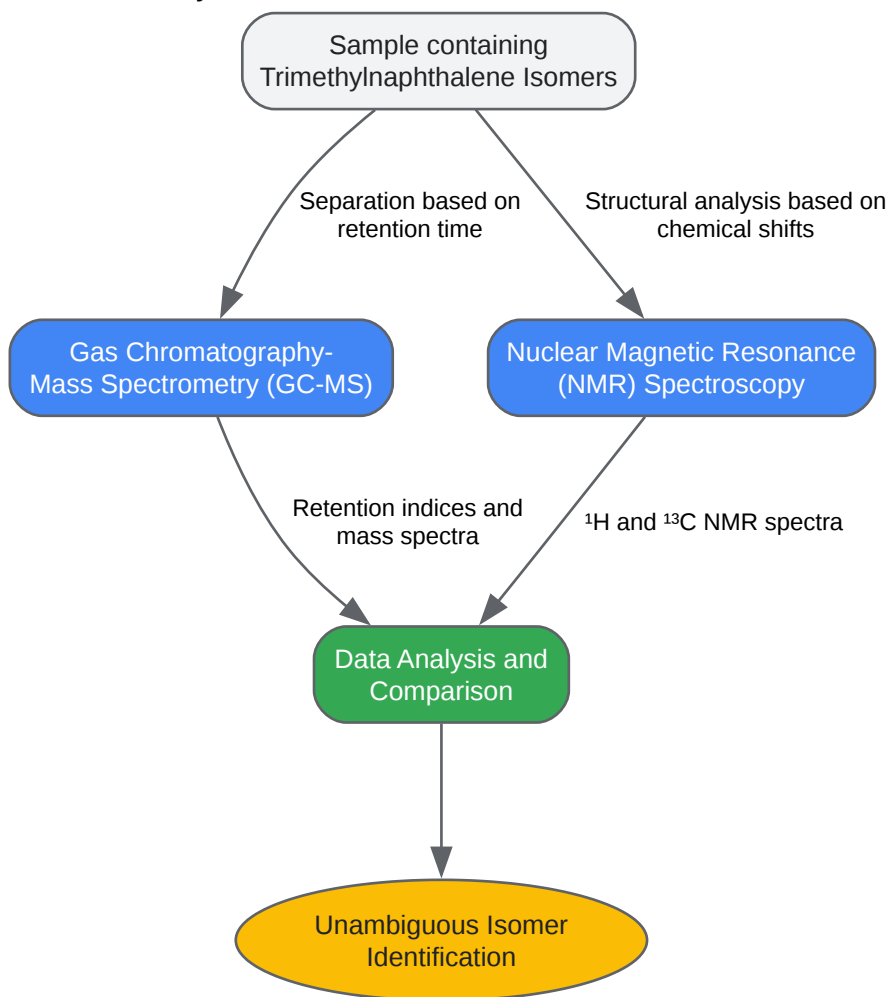 Sample containing
Trimethylnaphthalene Isomers
Separation based on
retention time
Structural analysis based on
chemical shifts
Gas Chromatography-
Mass Spectrometry (GC-MS)
Nuclear Magnetic Resonance
(NMR) Spectroscopy
Retention indices and
mass spectra
¹H and ¹³C NMR spectra
Data Analysis and
Comparison
Unambiguous Isomer
Identification